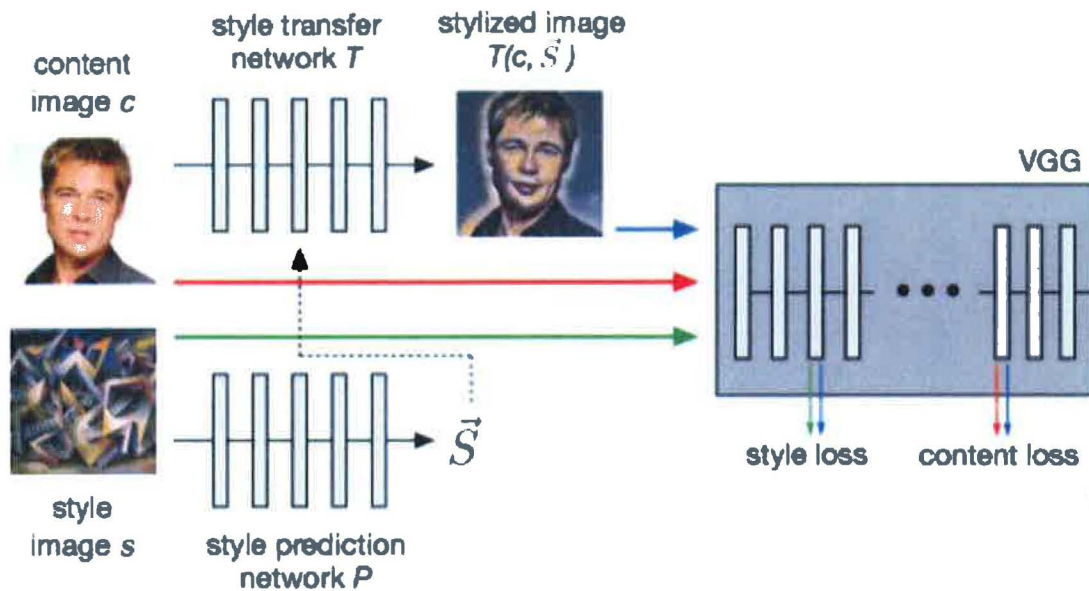 style transfer
network T
stylized image
T(c, S⃗ )
content
image c
VGG
S⃗
style loss
content loss
style
image s
style prediction
network P